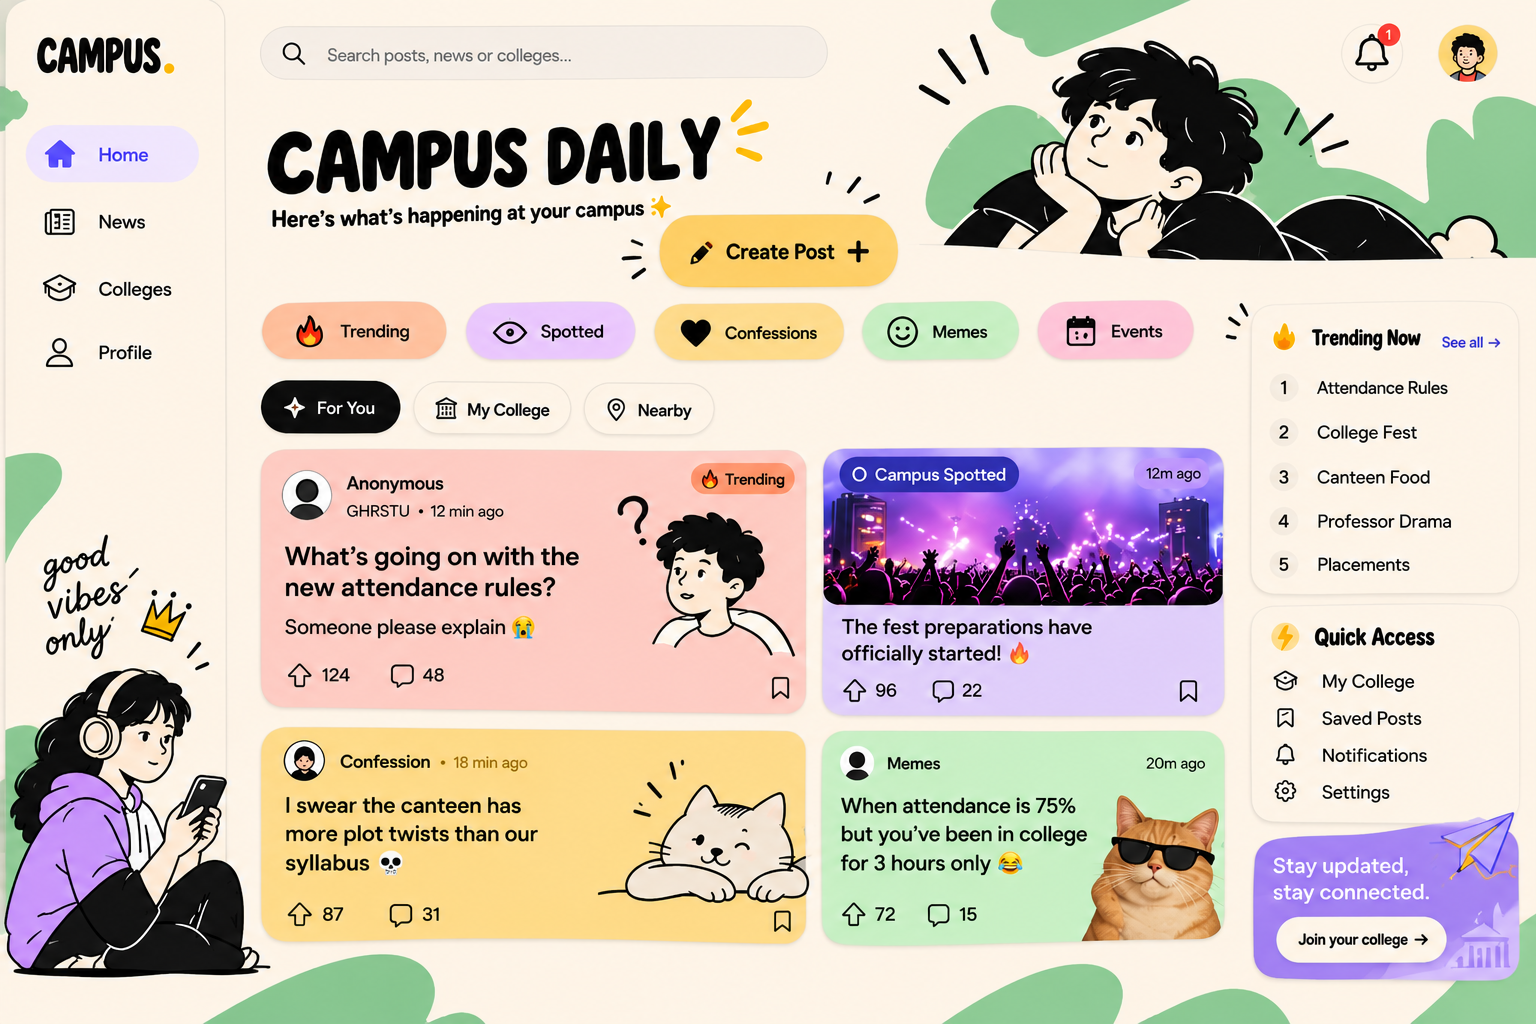 CAMPUS.
Home
News
Colleges
Profile
good
vibes
only
Search posts, news or colleges...
1
CAMPUS DAILY
Here's what's happening at your campus ✨
Create Post +
🔥 Trending
Spotted
Confessions
Memes
Events
For You
My College
Nearby
Anonymous
GHRSTU • 12 min ago
🔥 Trending
?
What's going on with the
new attendance rules?
Someone please explain 😭
124
48
Campus Spotted
12m ago
The fest preparations have
officially started! 🔥
96
22
Confession • 18 min ago
I swear the canteen has
more plot twists than our
syllabus 💀
87
31
Memes
20m ago
When attendance is 75%
but you've been in college
for 3 hours only 😂
72
15
Trending Now
See all →
1 Attendance Rules
2 College Fest
3 Canteen Food
4 Professor Drama
5 Placements
Quick Access
My College
Saved Posts
Notifications
Settings
Stay updated,
stay connected.
Join your college →